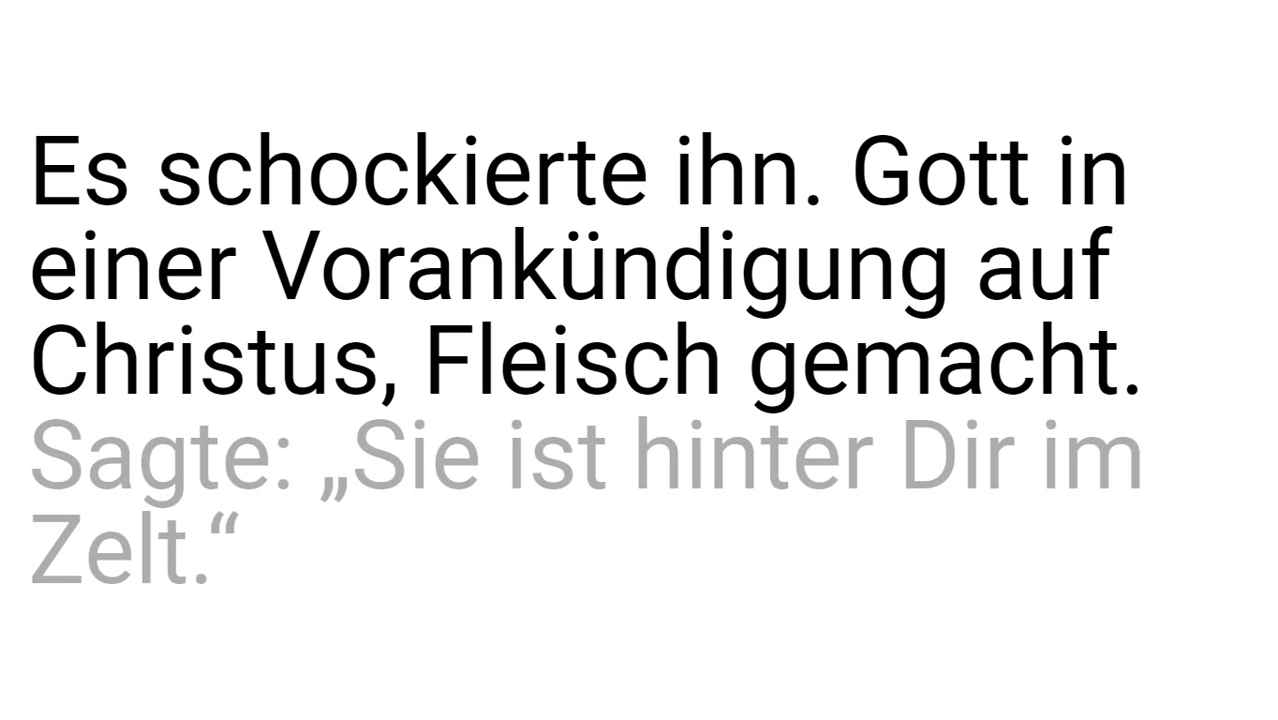 Es schockierte ihn. Gott in
einer Vorankündigung auf
Christus, Fleisch gemacht.
Sagte: „Sie ist hinter Dir im
Zelt.“